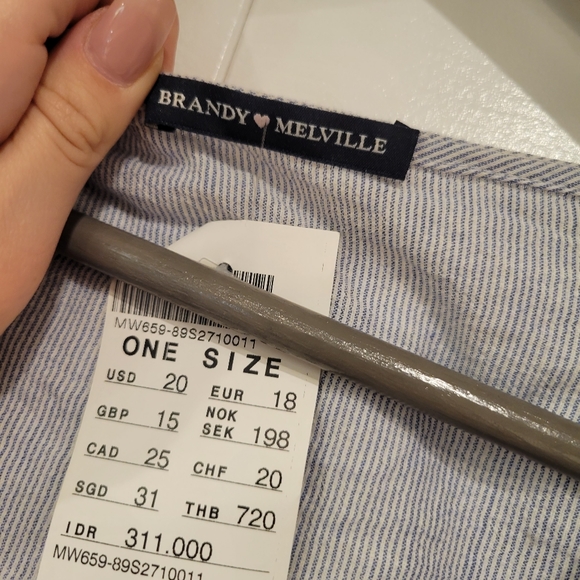 BRANDY MELVILLE
MW659-89S2710011
ONE SIZE
USD 20 EUR 18
GBP 15 NOK SEK 198
CAD 25 CHF 20
SGD 31 THB 720
IDR 311.000
MW659-89S2710011